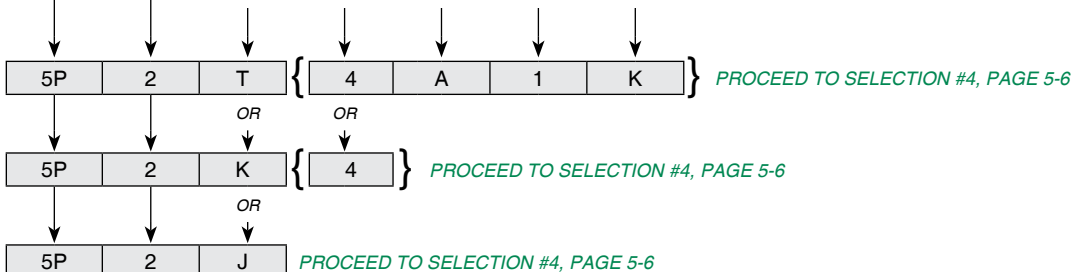 5P 2 T { 4 A 1 K } PROCEED TO SELECTION #4, PAGE 5-6
OR OR
5P 2 K { 4 } PROCEED TO SELECTION #4, PAGE 5-6
OR
5P 2 J PROCEED TO SELECTION #4, PAGE 5-6